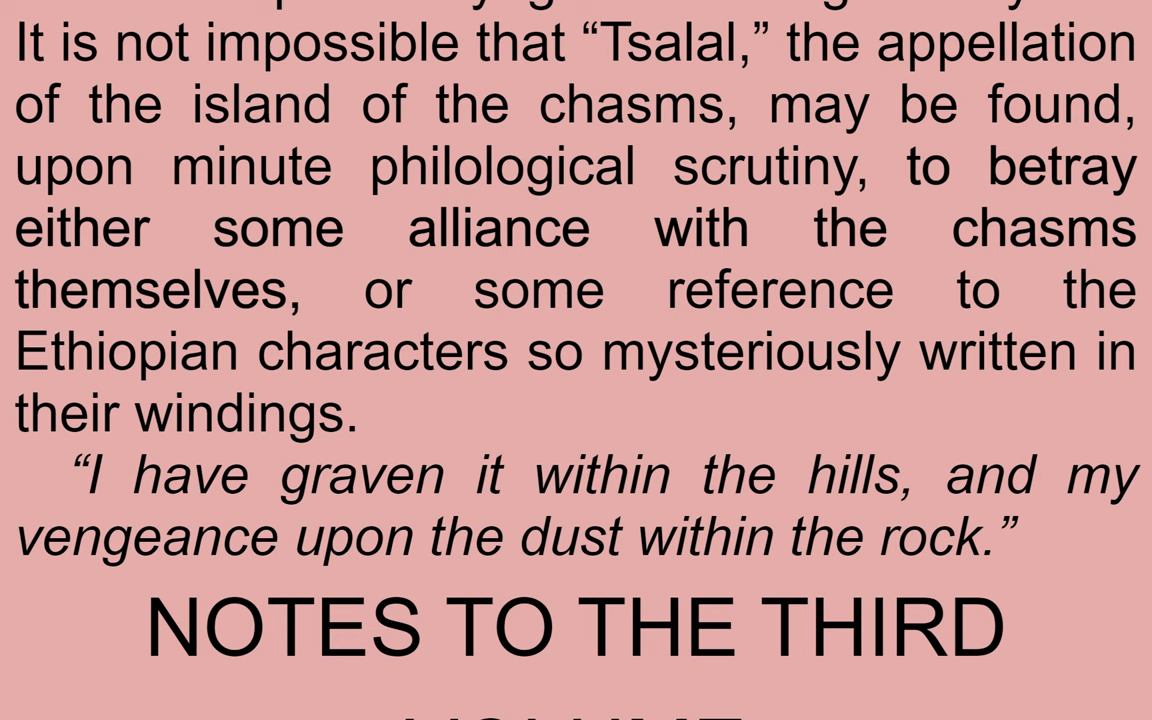 It is not impossible that “Tsalal,” the appellation
of the island of the chasms, may be found,
upon minute philological scrutiny, to betray
either some alliance with the chasms
themselves, or some reference to the
Ethiopian characters so mysteriously written in
their windings.
“I have graven it within the hills, and my
vengeance upon the dust within the rock.”
NOTES TO THE THIRD